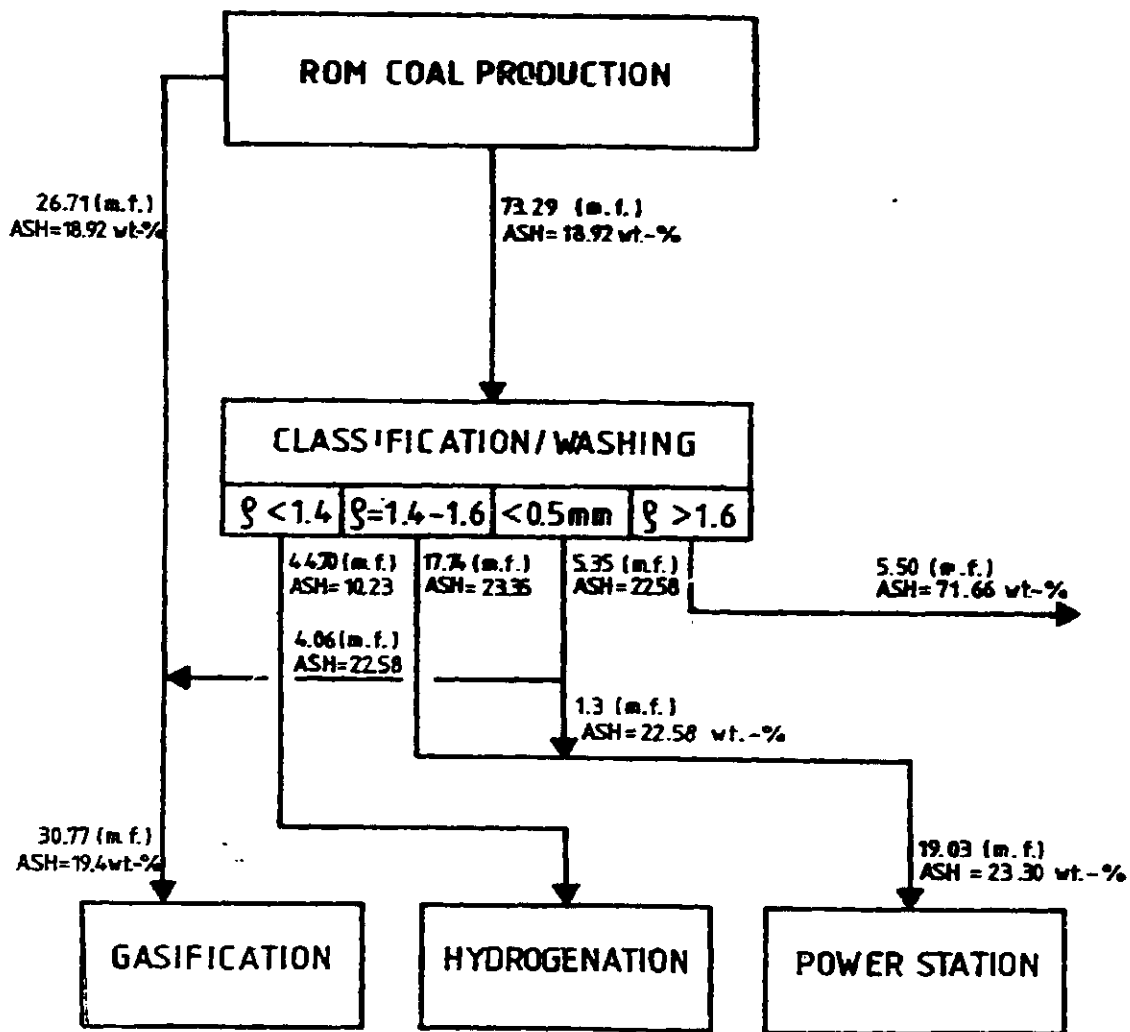 ROM COAL PRODUCTION
26.71 (m.f.)
ASH=18.92 wt-%
73.29 (m.f.)
ASH=18.92 wt.-%
CLASSIFICATION/WASHING
ρ <1.4
ρ=1.4-1.6
<0.5mm
ρ >1.6
44.70 (m.f.)
ASH=10.23
17.74 (m.f.)
ASH=23.35
5.35 (m.f.)
ASH=22.58
5.50 (m.f.)
ASH=71.66 wt-%
4.06 (m.f.)
ASH=22.58
1.3 (m.f.)
ASH=22.58 wt.-%
30.77 (m.f.)
ASH=19.4wt-%
19.03 (m.f.)
ASH = 23.30 wt.-%
GASIFICATION
HYDROGENATION
POWER STATION